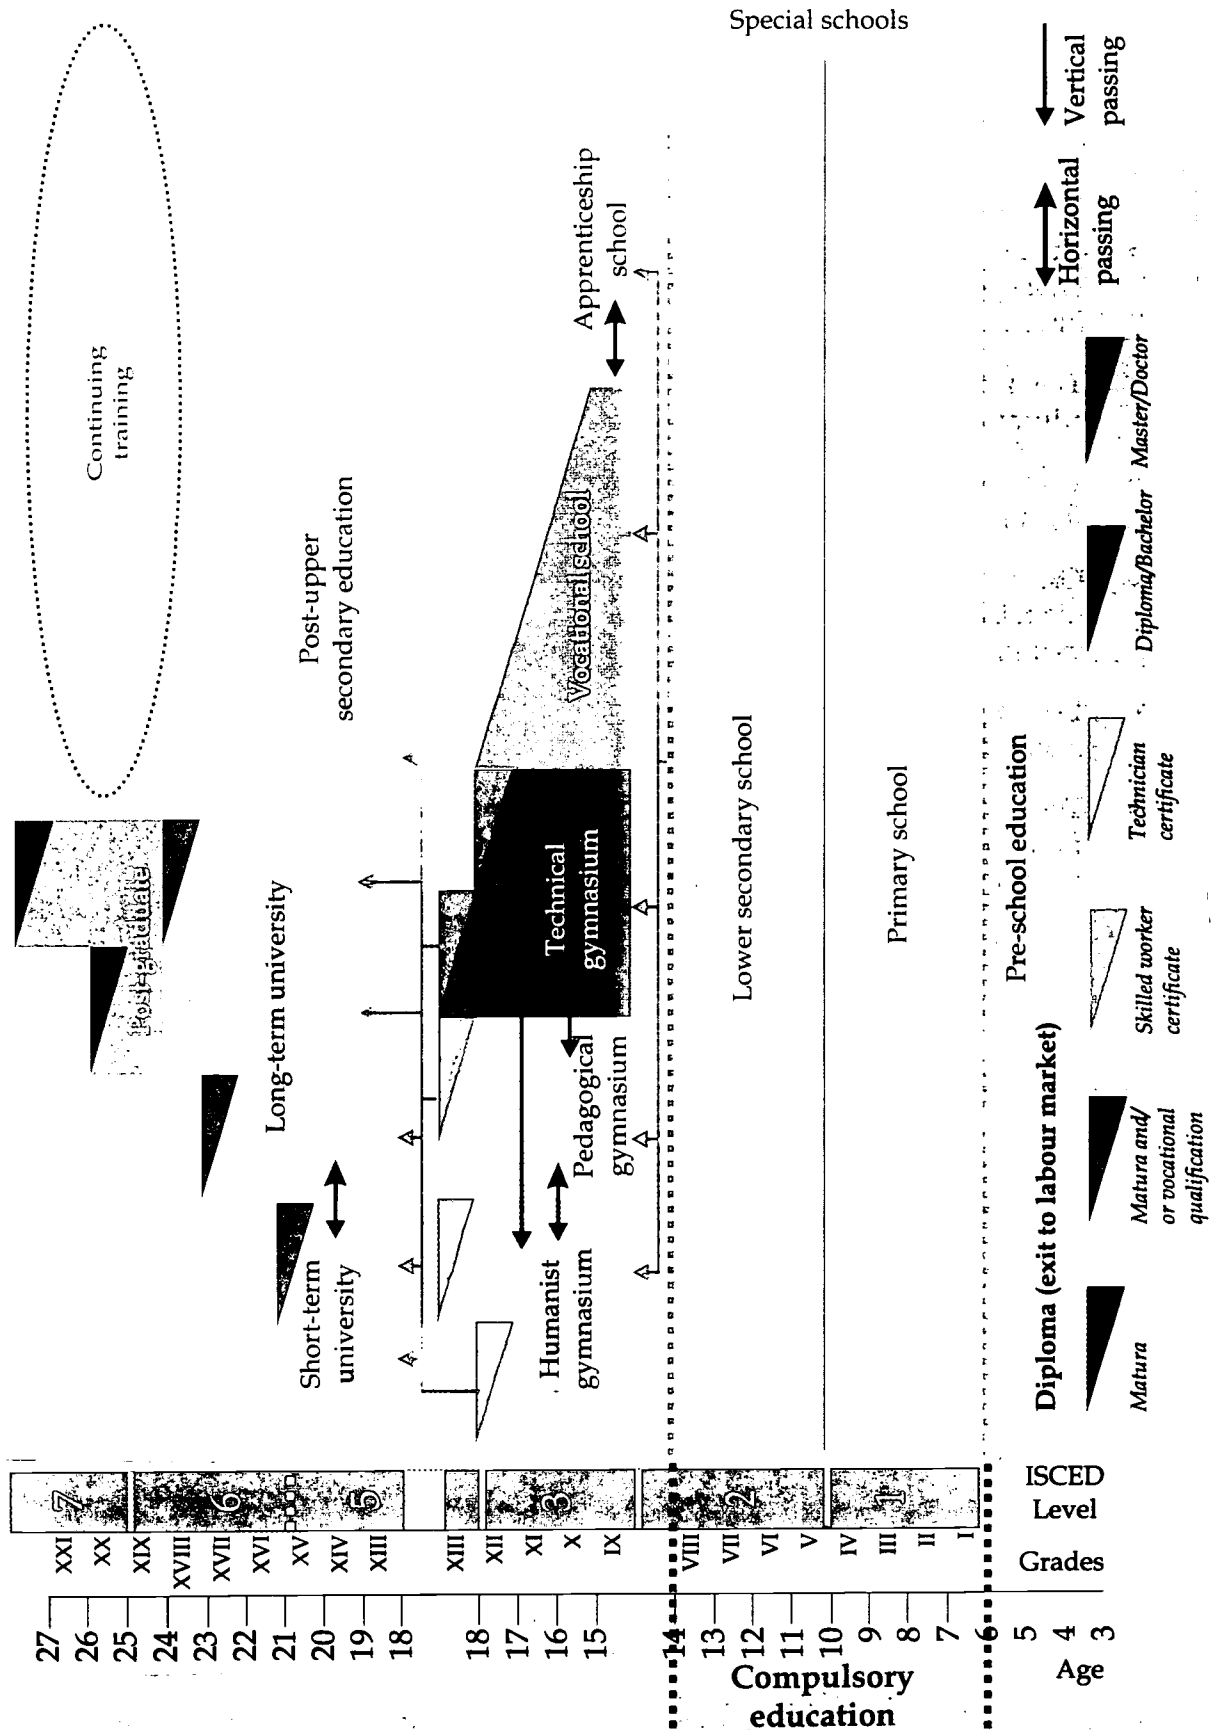 Special schools
Continuing
training
Post-upper
secondary education
Apprenticeship
school
Postgraduate
Long-term university
Short-term
university
Vocational school
Technical
gymnasium
Pedagogical
gymnasium
Humanist
gymnasium
Lower secondary school
Primary school
Pre-school education
Diploma (exit to labour market)
Matura
Matura and/
or vocational
qualification
Skilled worker
certificate
Technician
certificate
Diploma/Bachelor
Master/Doctor
Horizontal
passing
Vertical
passing
ISCED
Level
7
6
5
3
2
1
Grades
XXI
XX
XIX
XVIII
XVII
XVI
XV
XIV
XIII
XIII
XII
XI
X
IX
VIII
VII
VI
V
IV
III
II
I
Age
27
26
25
24
23
22
21
20
19
18
18
17
16
15
14
13
12
11
10
9
8
7
6
5
4
3
Compulsory
education